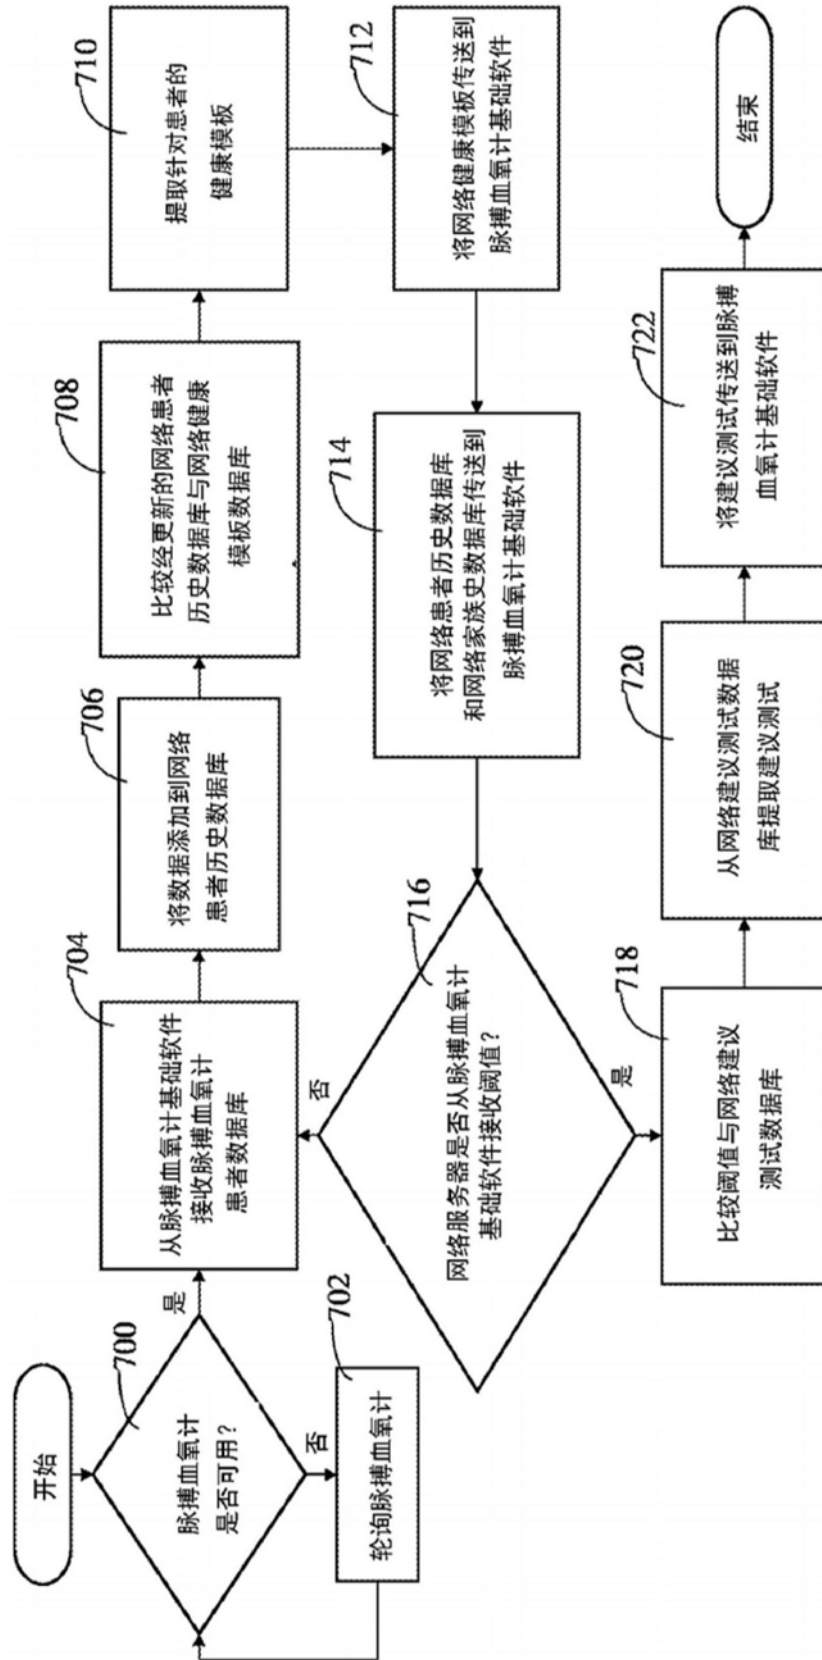 开始
700
脉搏血氧计
是否可用？
是
否
702
轮询脉搏血氧计
704
从脉搏血氧计基础软件
接收脉搏血氧计
患者数据库
706
将数据添加到网络
患者历史数据库
708
比较经更新的网络患者
历史数据库与网络健康
模板数据库
710
提取针对患者的
健康模板
712
将网络健康模板传送到
脉搏血氧计基础软件
714
将网络患者历史数据库
和网络家族史数据库传送到
脉搏血氧计基础软件
716
网络服务器是否从脉搏血氧计
基础软件接收阈值？
否
是
718
比较阈值与网络建议
测试数据库
720
从网络建议测试数据
库提取建议测试
722
将建议测试传送到脉搏
血氧计基础软件
结束